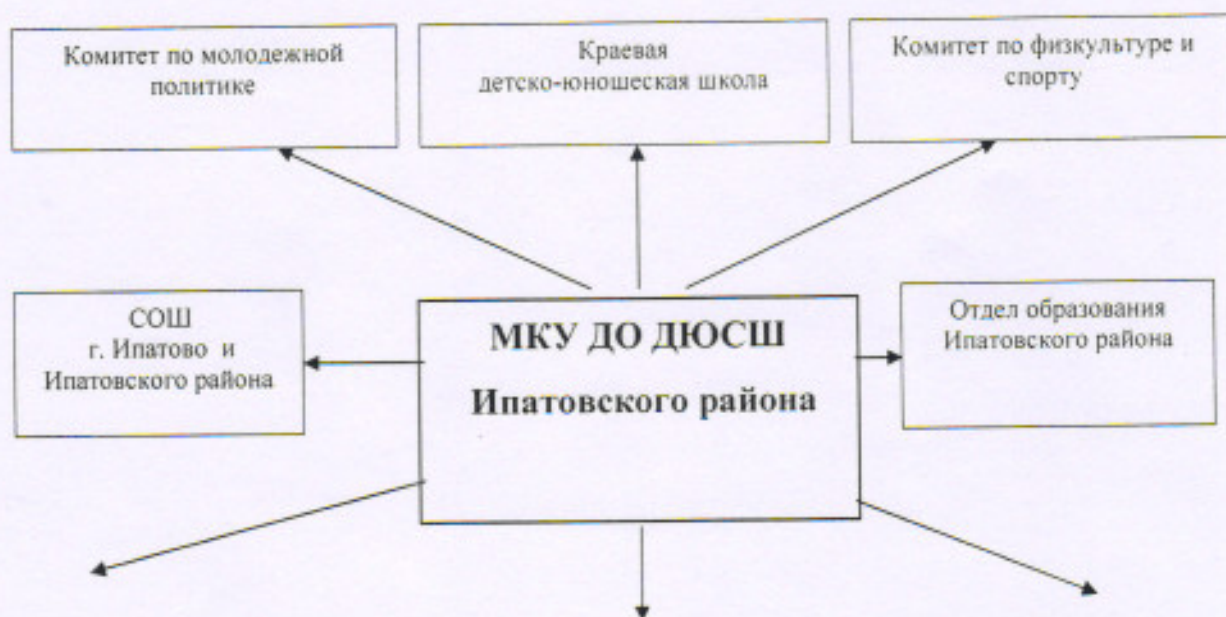 Комитет по молодежной
политике
Краевая
детско-юношеская школа
Комитет по физкультуре и
спорту
СОШ
г. Ипатово и
Ипатовского района
МКУ ДО ДЮСШ
Ипатовского района
Отдел образования
Ипатовского района